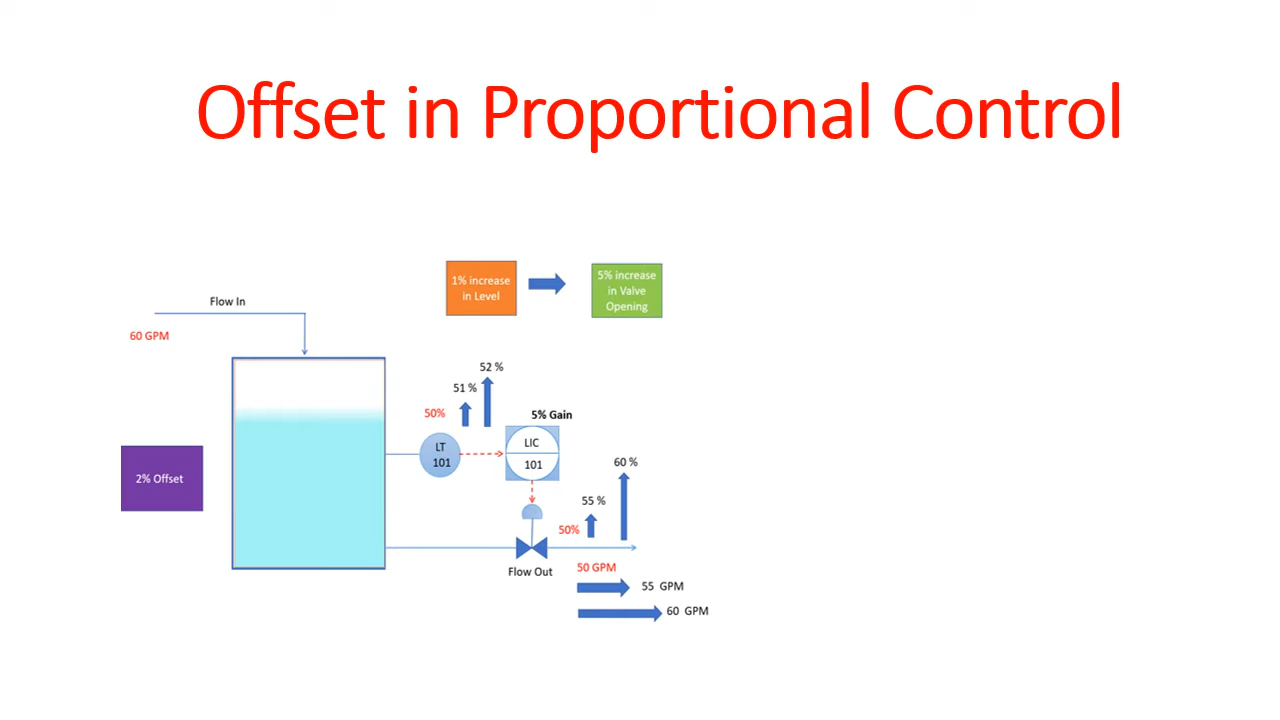 Offset in Proportional Control
1% increase
in Level
5% increase
in Valve
Opening
Flow In
60 GPM
52 %
51 %
50%
5% Gain
LT
101
LIC
101
2% Offset
60 %
55 %
50%
Flow Out
50 GPM
55 GPM
60 GPM